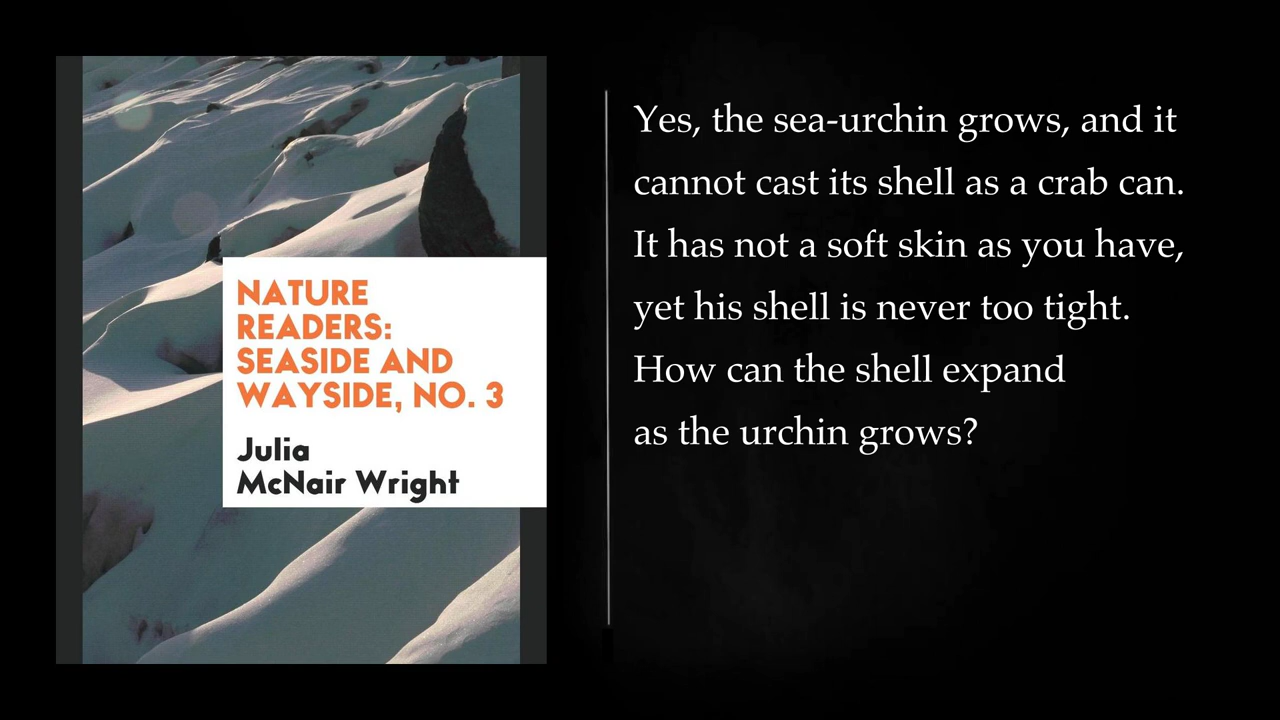 NATURE
READERS:
SEASIDE AND
WAYSIDE, NO. 3
Julia
McNair Wright
Yes, the sea-urchin grows, and it
cannot cast its shell as a crab can.
It has not a soft skin as you have,
yet his shell is never too tight.
How can the shell expand
as the urchin grows?